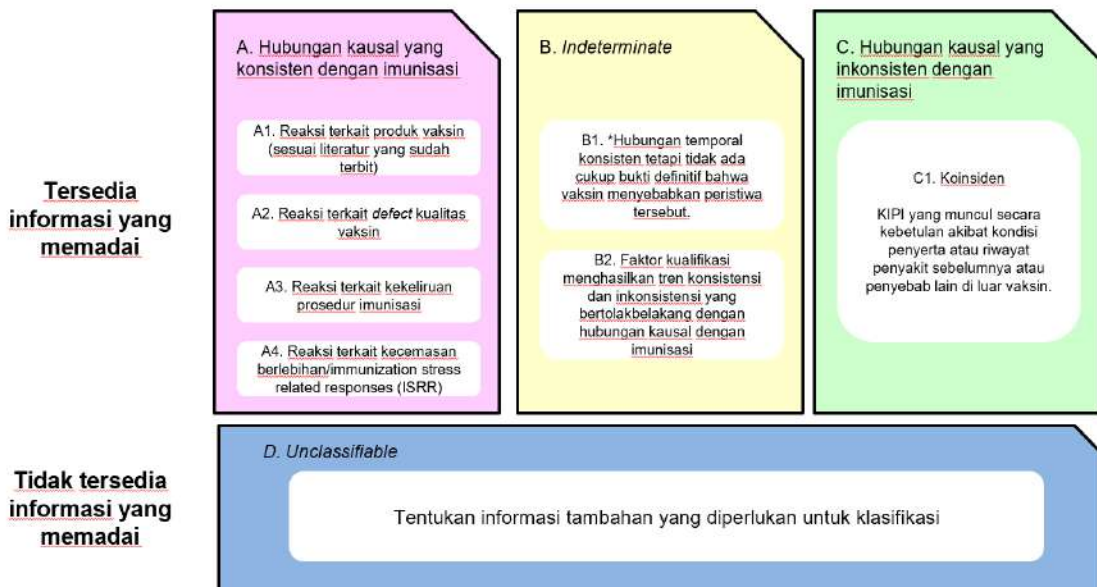 A. Hubungan kausal yang
konsisten dengan imunisasi
A1. Reaksi terkait produk vaksin
(sesuai literatur yang sudah
terbit)
A2. Reaksi terkait defect kualitas
vaksin
A3. Reaksi terkait kekeliruan
prosedur imunisasi
A4. Reaksi terkait kecemasan
berlebihan/immunization stress
related responses (ISRR)
B. Indeterminate
B1. *Hubungan temporal
konsisten tetapi tidak ada
cukup bukti definitif bahwa
vaksin menyebabkan peristiwa
tersebut.
B2. Faktor kualifikasi
menghasilkan tren konsistensi
dan inkonsistensi yang
bertolakbelakang dengan
hubungan kausal dengan
imunisasi
C. Hubungan kausal yang
inkonsisten dengan
imunisasi
C1. Koinsiden
KIPI yang muncul secara
kebetulan akibat kondisi
penyerta atau riwayat
penyakit sebelumnya atau
penyebab lain di luar vaksin.
Tersedia
informasi yang
memadai
Tidak tersedia
informasi yang
memadai
D. Unclassifiable
Tentukan informasi tambahan yang diperlukan untuk klasifikasi